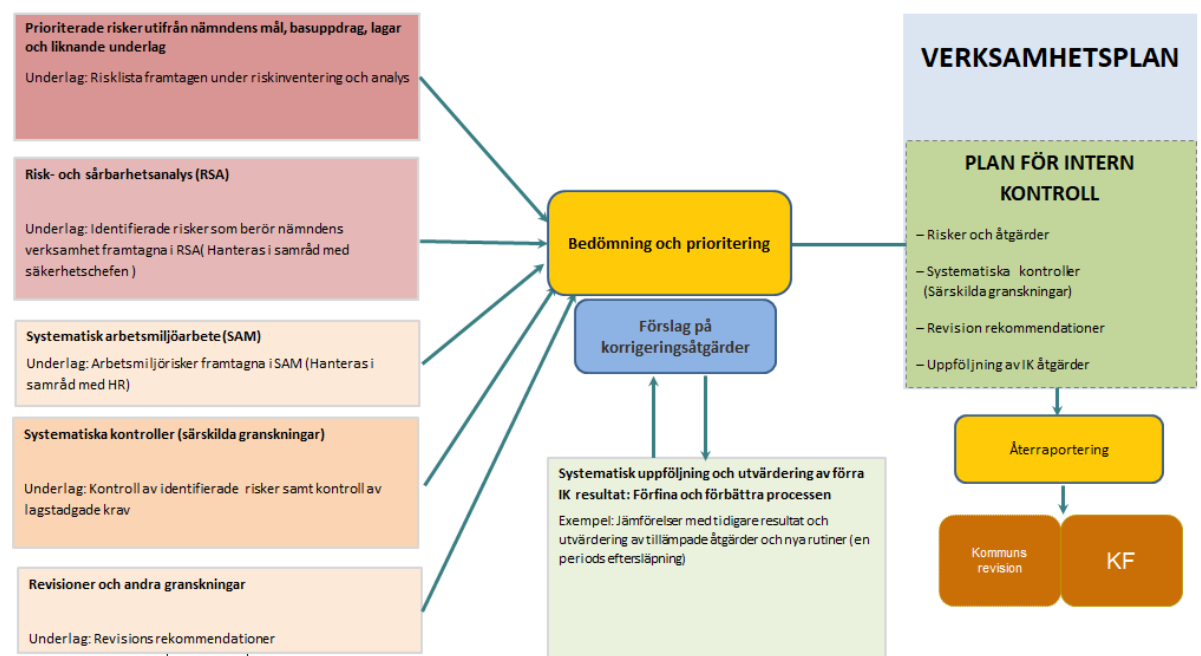 Prioriterade risker utifrån nämndens mål, basuppdrag, lagar
och liknande underlag
Underlag: Risklista framtagen under riskinventering och analys
Risk- och sårbarhetsanalys (RSA)
Underlag: Identifierade risker som berör nämndens
verksamhet framtagna i RSA( Hanteras i samråd med
säkerhetschefen )
Systematisk arbetsmiljöarbete (SAM)
Underlag: Arbetsmiljörisker framtagna i SAM (Hanteras i
samråd med HR)
Systematiska kontroller (särskilda granskningar)
Underlag: Kontroll av identifierade risker samt kontroll av
lagstadgade krav
Revisioner och andra granskningar
Underlag: Revisions rekommendationer
Bedömning och prioritering
Förslag på
korrigeringsåtgärder
Systematisk uppföljning och utvärdering av förra
IK resultat: Förfina och förbättra processen
Exempel: Jämförelser med tidigare resultat och
utvärdering av tillämpade åtgärder och nya rutiner (en
periods eftersläpning)
VERKSAMHETSPLAN
PLAN FÖR INTERN
KONTROLL
– Risker och åtgärder
– Systematiska kontroller
(Särskilda granskningar)
– Revision rekommendationer
– Uppföljning av IK åtgärder
Återraportering
Kommuns
revision
KF